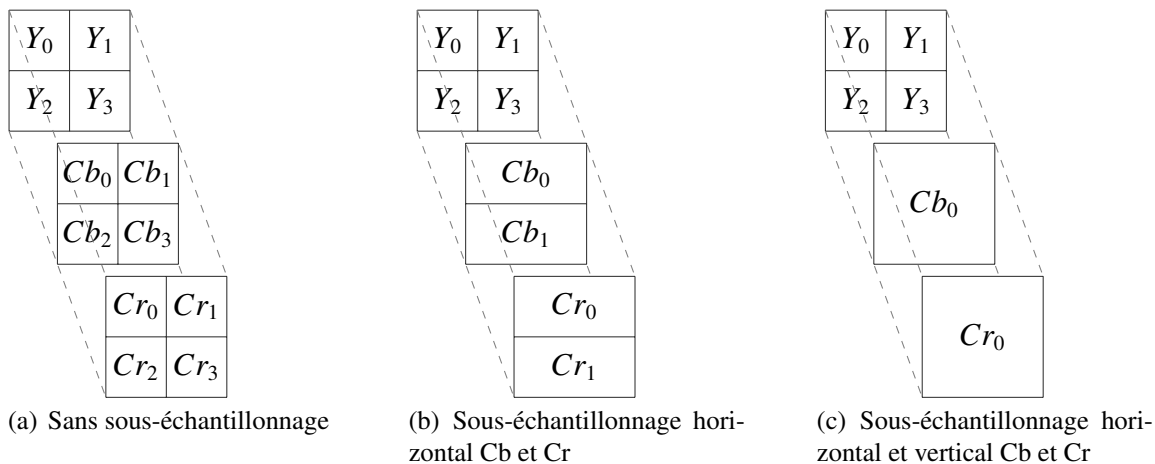 Y0 Y1
Y2 Y3
Cb0 Cb1
Cb2 Cb3
Cr0 Cr1
Cr2 Cr3
(a) Sans sous-échantillonnage
Y0 Y1
Y2 Y3
Cb0
Cb1
Cr0
Cr1
(b) Sous-échantillonnage hori-
zontal Cb et Cr
Y0 Y1
Y2 Y3
Cb0
Cr0
(c) Sous-échantillonnage hori-
zontal et vertical Cb et Cr